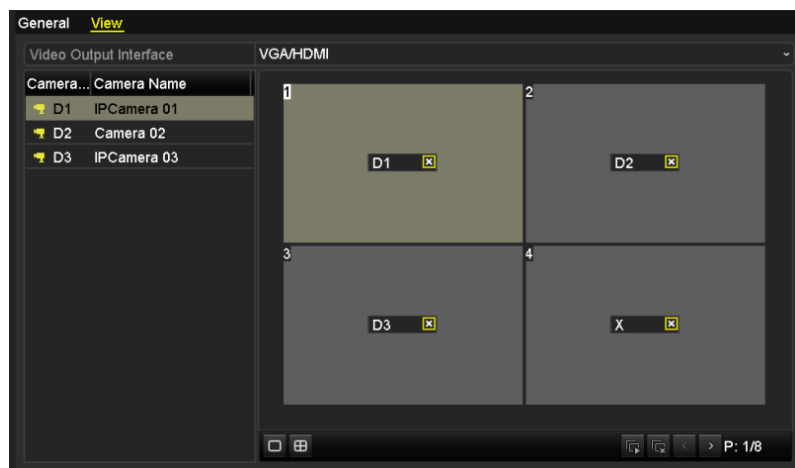 General View
Video Output Interface VGA/HDMI
Camera... Camera Name
D1 IPCamera 01
D2 Camera 02
D3 IPCamera 03
1 2
D1 D2
3 4
D3 X
P: 1/8